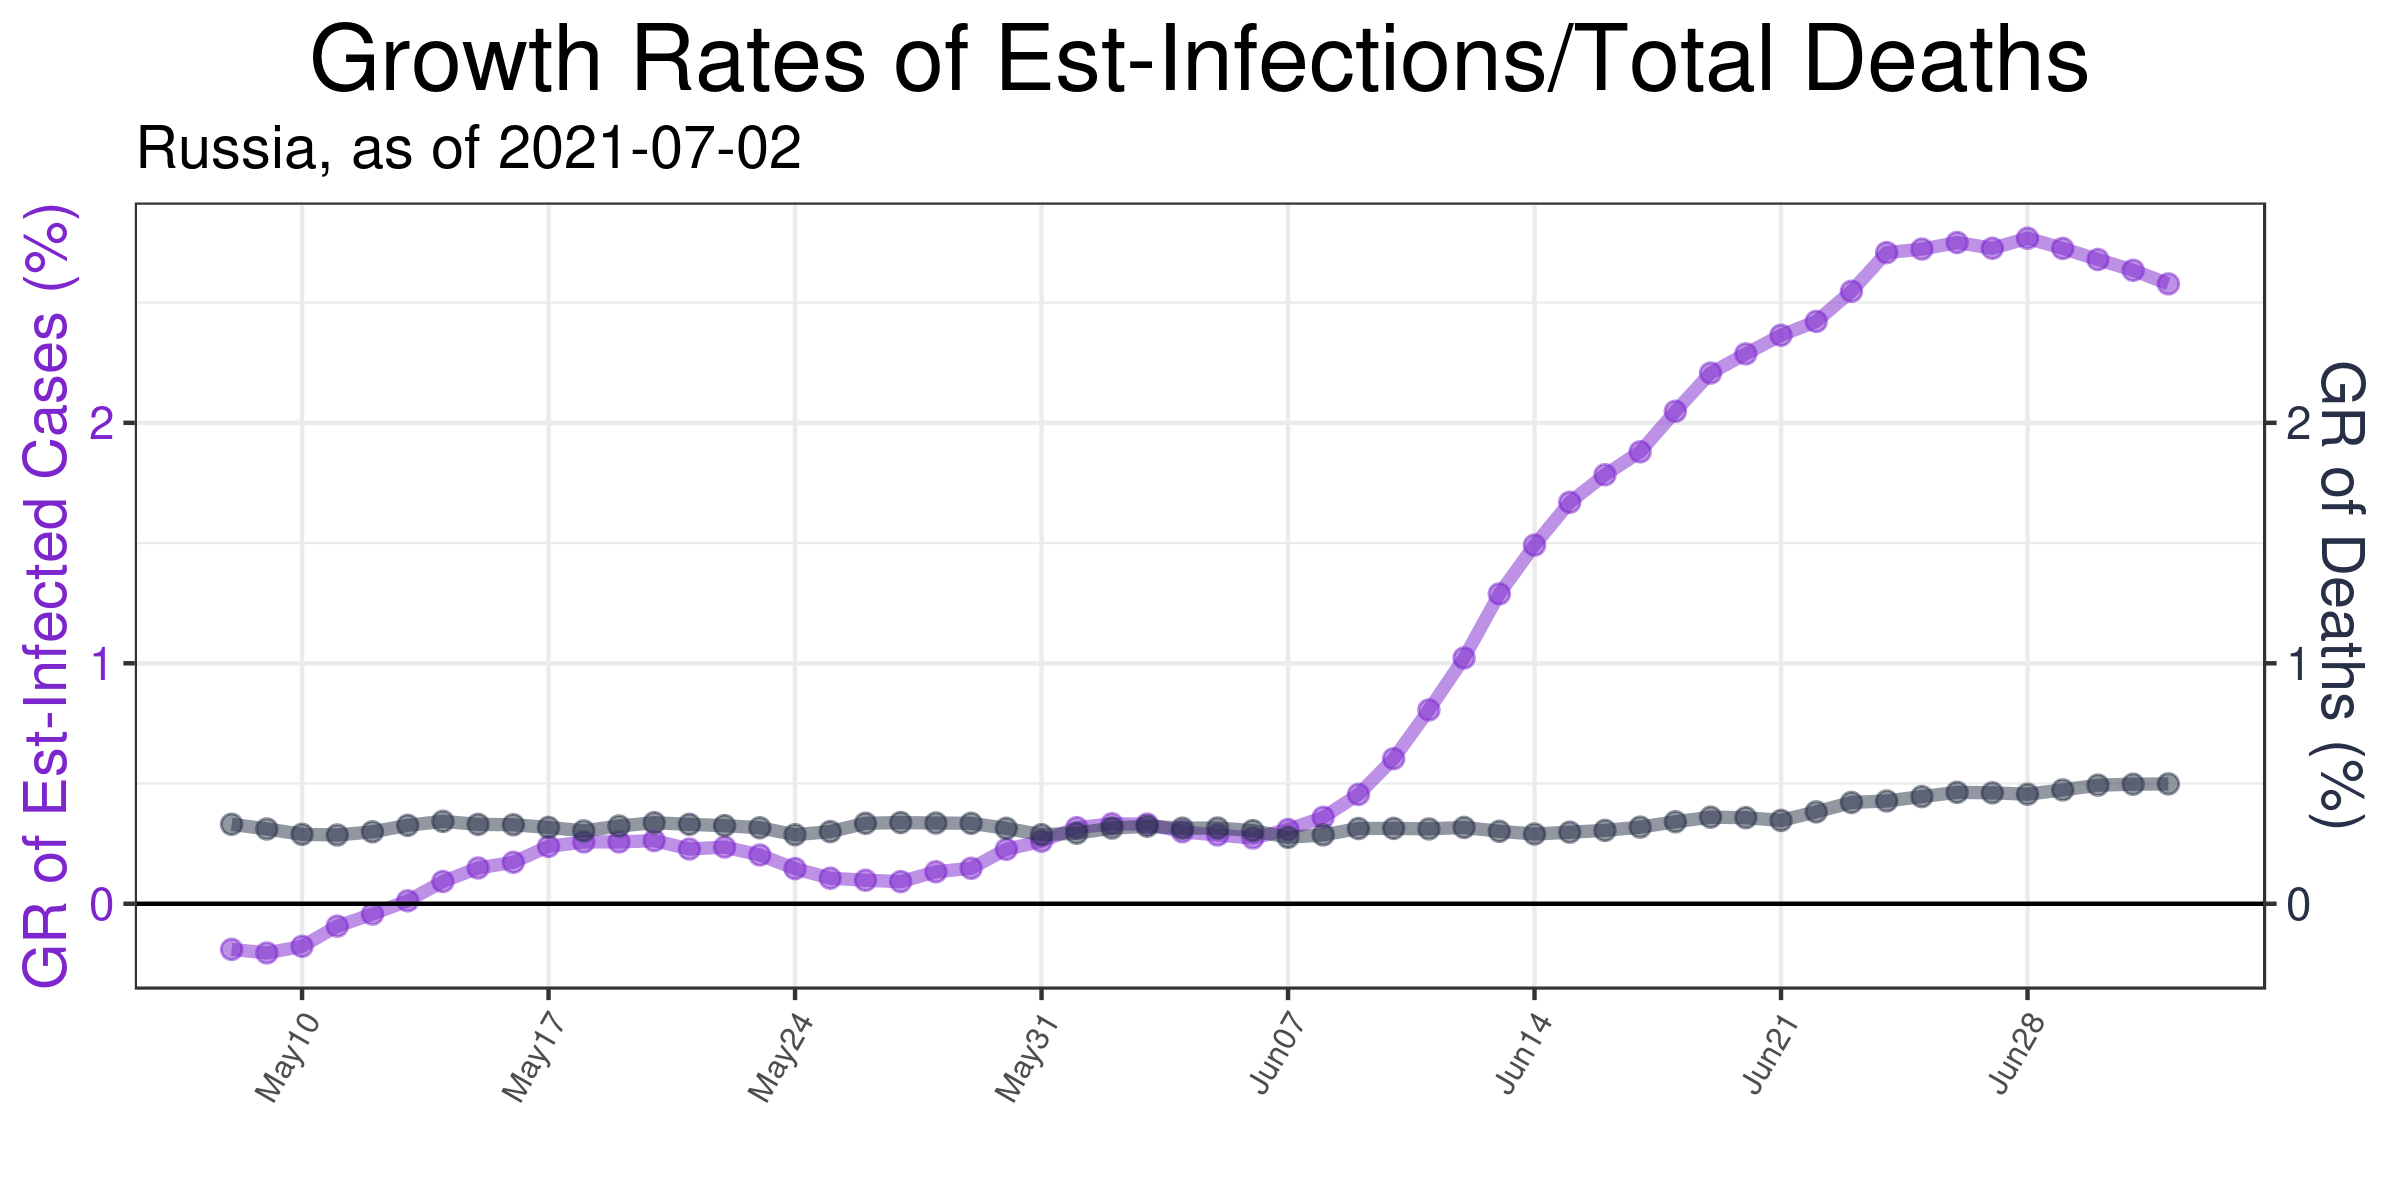 Growth Rates of Est-Infections/Total Deaths
Russia, as of 2021-07-02
GR of Est-Infected Cases (%)
2
1
0
GR of Deaths (%)
2
1
0
May10
May17
May24
May31
Jun07
Jun14
Jun21
Jun28